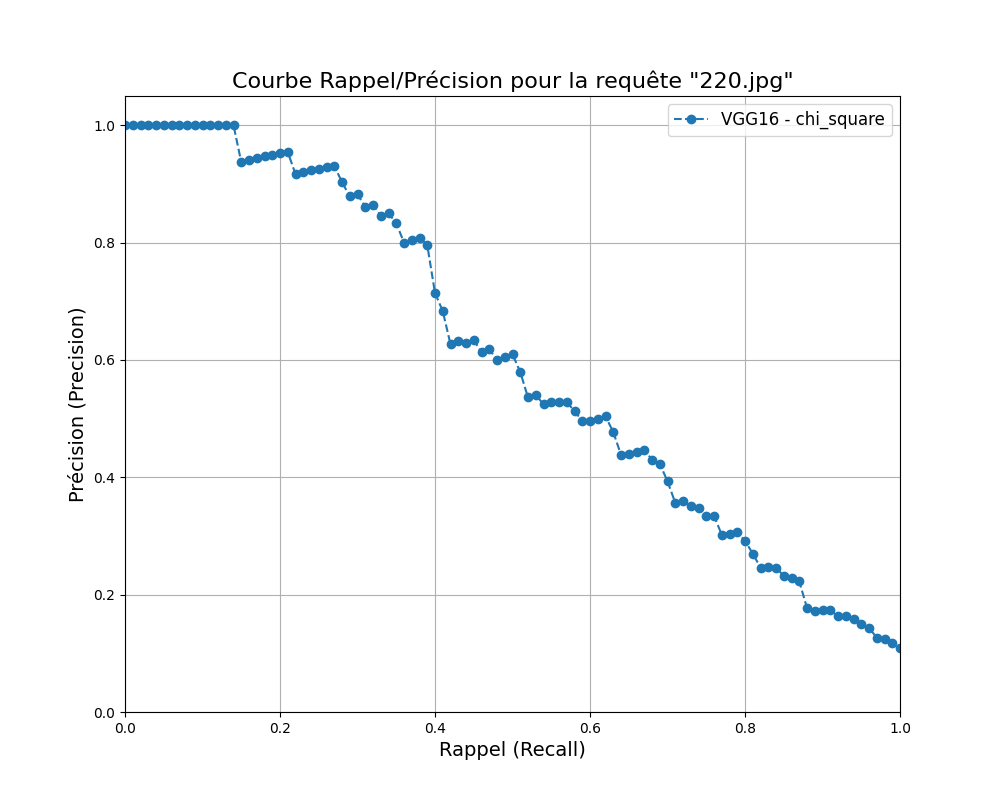 Courbe Rappel/Précision pour la requête "220.jpg"
VGG16 - chi_square
Précision (Precision)
1.0
0.8
0.6
0.4
0.2
0.0
0.0 0.2 0.4 0.6 0.8 1.0
Rappel (Recall)